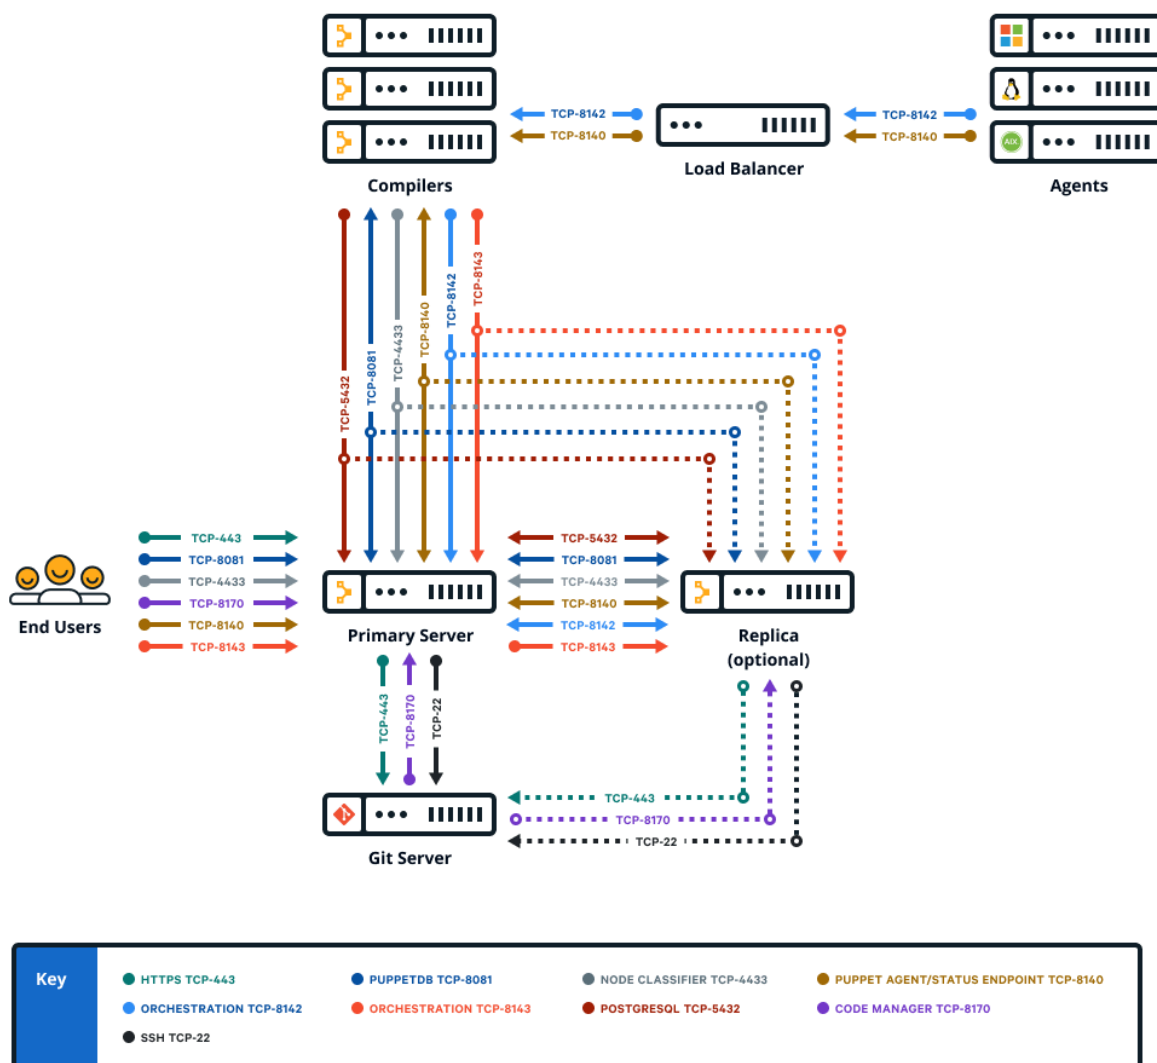 TCP-8142
TCP-8140
TCP-8142
TCP-8140
AIX
Compilers
Load Balancer
Agents
TCP-5432
TCP-8081
TCP-4433
TCP-8140
TCP-8142
TCP-8143
TCP-443
TCP-8081
TCP-4433
TCP-8170
TCP-8140
TCP-8143
End Users
Primary Server
TCP-5432
TCP-8081
TCP-4433
TCP-8140
TCP-8142
TCP-8143
Replica
(optional)
TCP-443
TCP-8170
TCP-22
TCP-443
TCP-8170
TCP-22
Git Server
Key
HTTPS TCP-443
PUPPETDB TCP-8081
NODE CLASSIFIER TCP-4433
PUPPET AGENT/STATUS ENDPOINT TCP-8140
ORCHESTRATION TCP-8142
ORCHESTRATION TCP-8143
POSTGRESQL TCP-5432
CODE MANAGER TCP-8170
SSH TCP-22